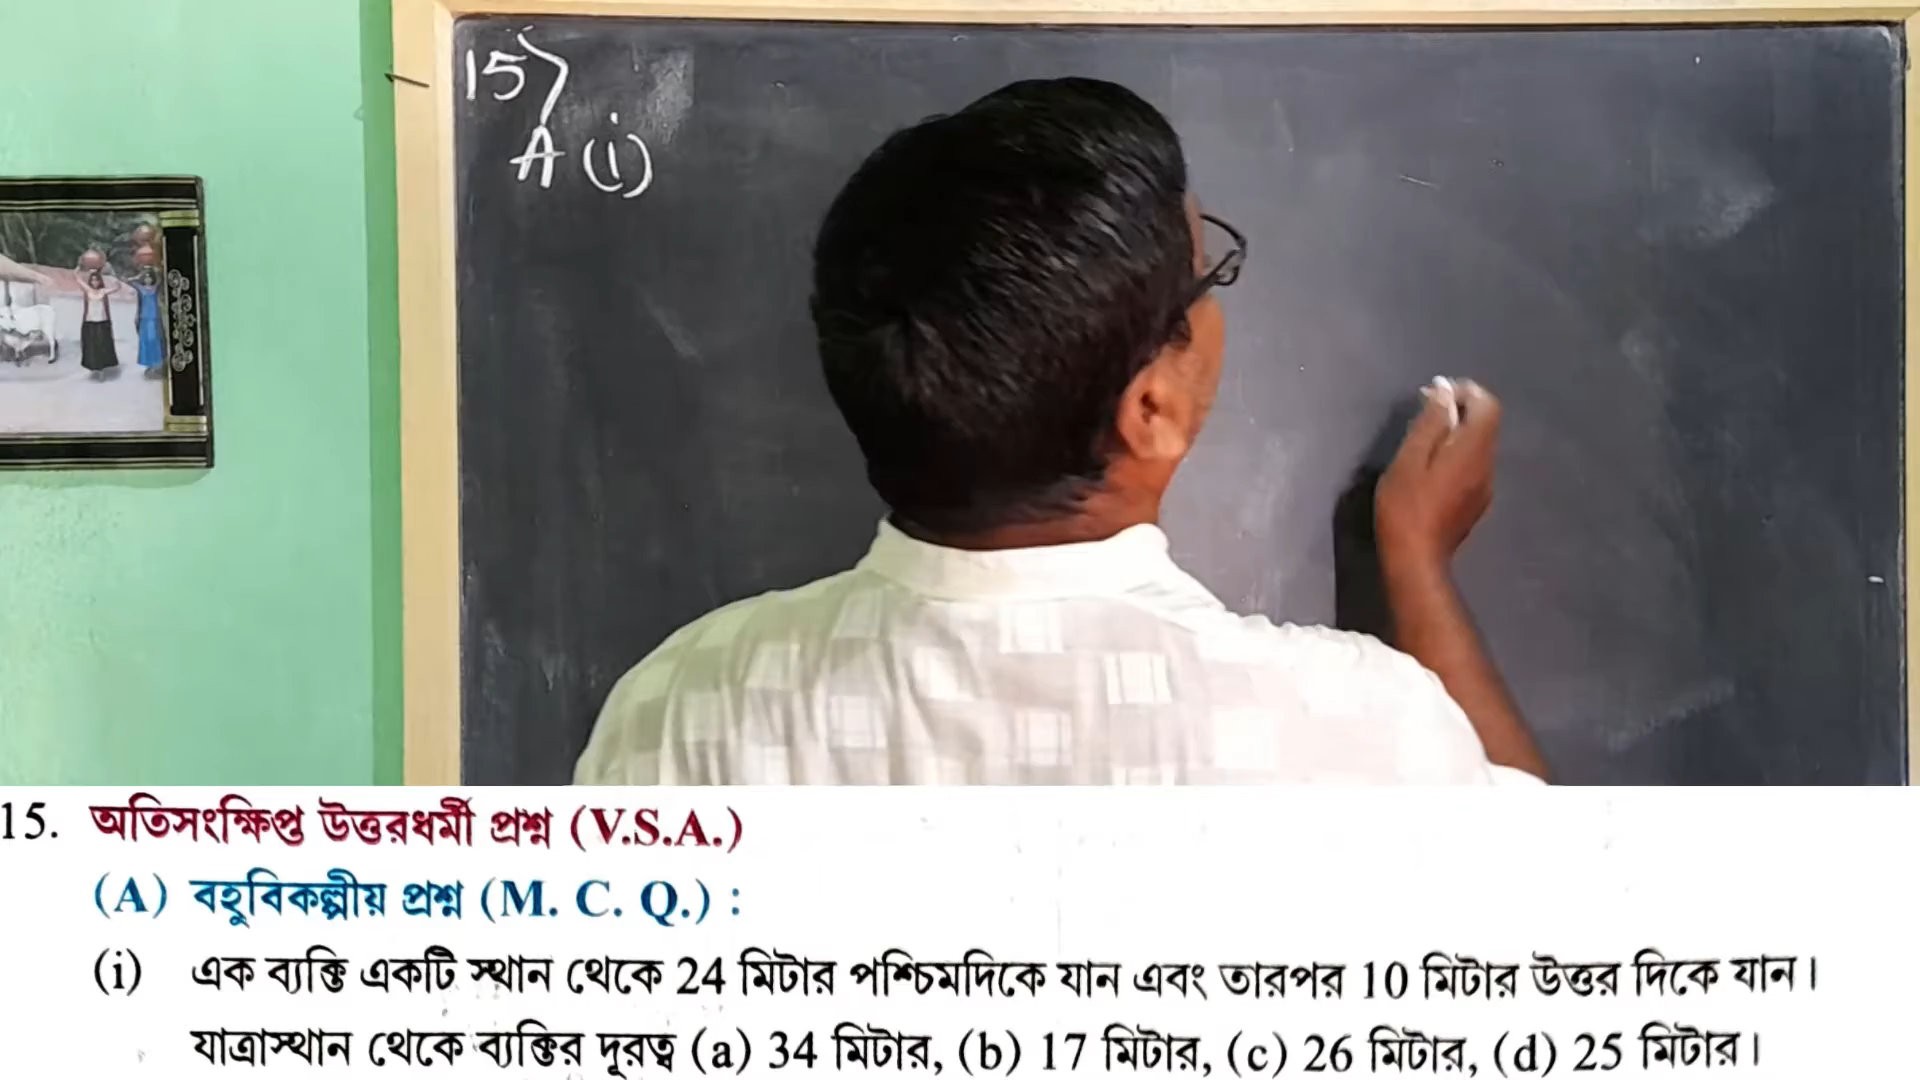 15>
A (i)
15. অতিসংক্ষিপ্ত উত্তরধর্মী প্রশ্ন (V.S.A.)
(A) বহুবিকল্পীয় প্রশ্ন (M. C. Q.) :
(i) এক ব্যক্তি একটি স্থান থেকে 24 মিটার পশ্চিমদিকে যান এবং তারপর 10 মিটার উত্তর দিকে যান।
যাত্রাস্থান থেকে ব্যক্তির দূরত্ব (a) 34 মিটার, (b) 17 মিটার, (c) 26 মিটার, (d) 25 মিটার।